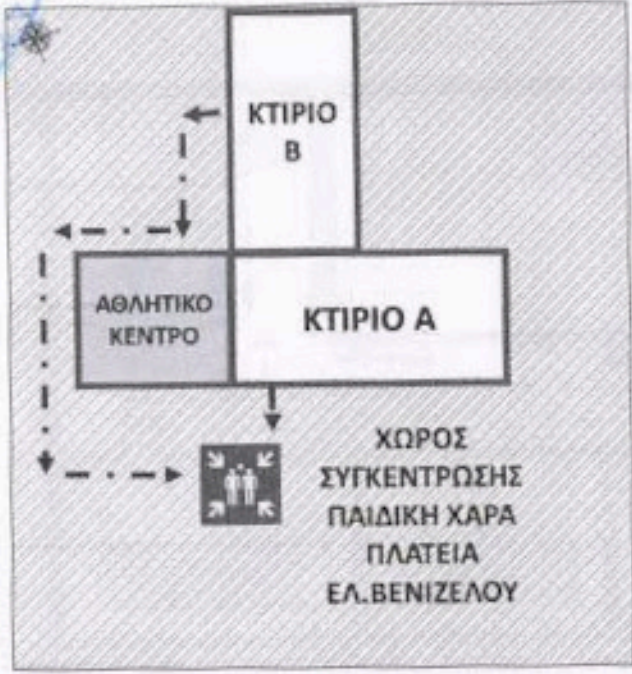 ΚΤΙΡΙΟ
Β
ΑΘΛΗΤΙΚΟ
ΚΕΝΤΡΟ
ΚΤΙΡΙΟ Α
ΧΩΡΟΣ
ΣΥΓΚΕΝΤΡΩΣΗΣ
ΠΑΙΔΙΚΗ ΧΑΡΑ
ΠΛΑΤΕΙΑ
ΕΛ.ΒΕΝΙΖΕΛΟΥ